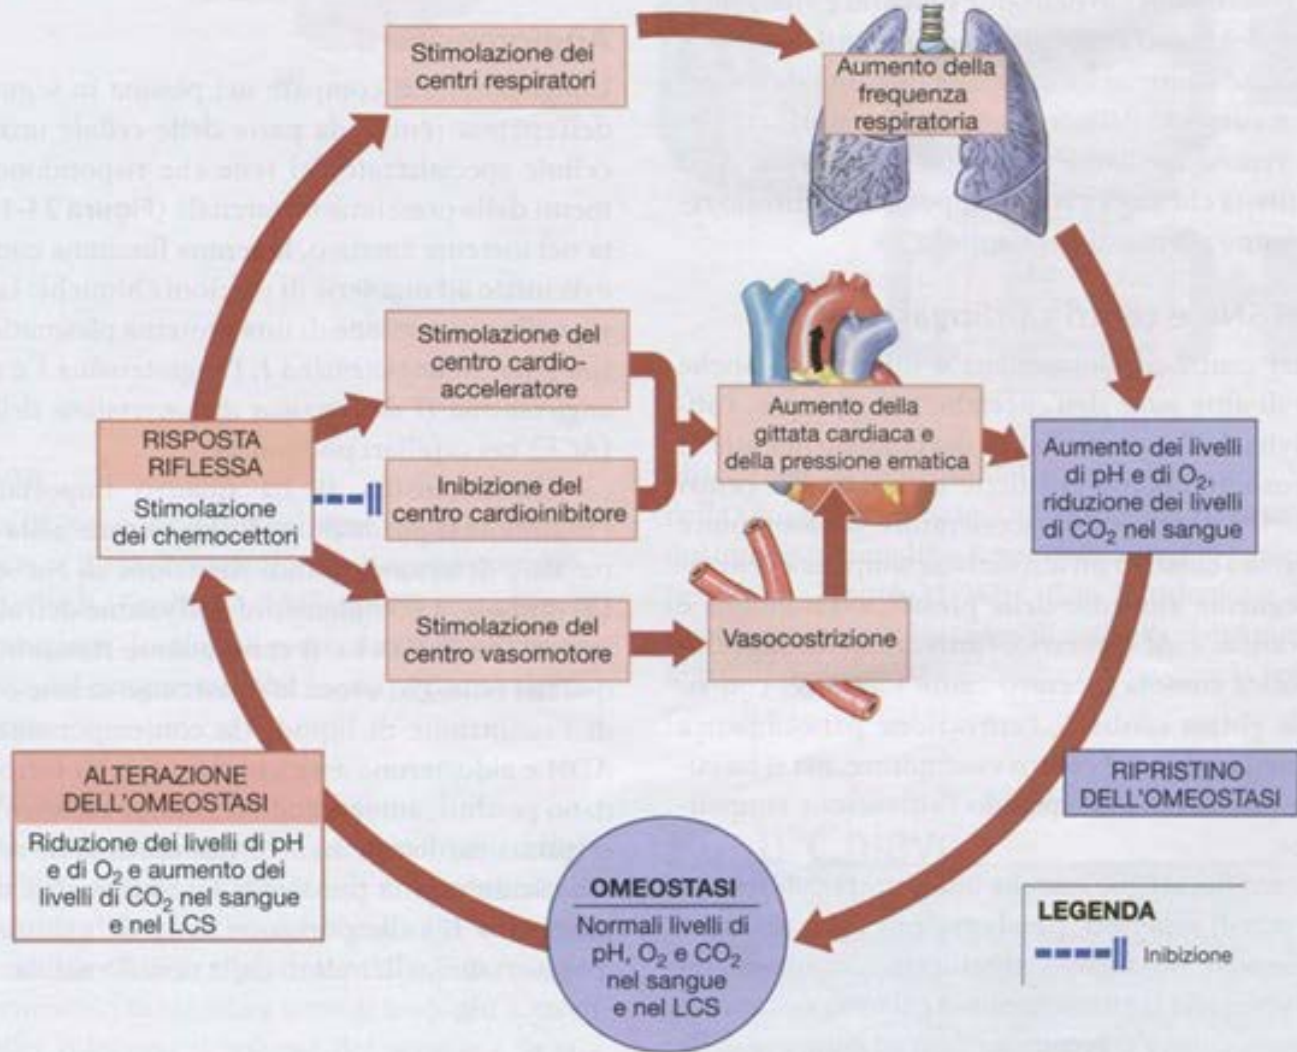 Stimolazione dei
centri respiratori
Aumento della
frequenza
respiratoria
Stimolazione del
centro cardio-
acceleratore
Aumento della
gittata cardiaca e
della pressione ematica
Aumento dei livelli
di pH e di O₂,
riduzione dei livelli
di CO₂ nel sangue
RISPOSTA
RIFLESSA
Stimolazione
dei chemocettori
Inibizione del
centro cardioinibitore
Stimolazione del
centro vasomotore
Vasocostrizione
ALTERAZIONE
DELL'OMEOSTASI
Riduzione dei livelli di pH
e di O₂ e aumento dei
livelli di CO₂ nel sangue
e nel LCS
OMEOSTASI
Normali livelli di
pH, O₂ e CO₂
nel sangue
e nel LCS
RIPRISTINO
DELL'OMEOSTASI
LEGENDA
Inibizione